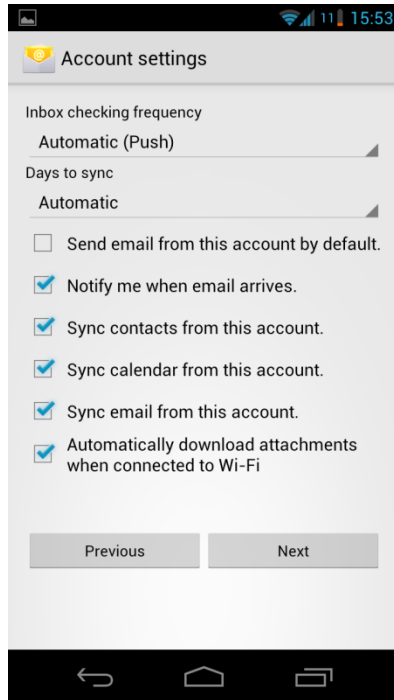 11 15:53
Account settings
Inbox checking frequency
Automatic (Push)
Days to sync
Automatic
Send email from this account by default.
Notify me when email arrives.
Sync contacts from this account.
Sync calendar from this account.
Sync email from this account.
Automatically download attachments
when connected to Wi-Fi
Previous Next